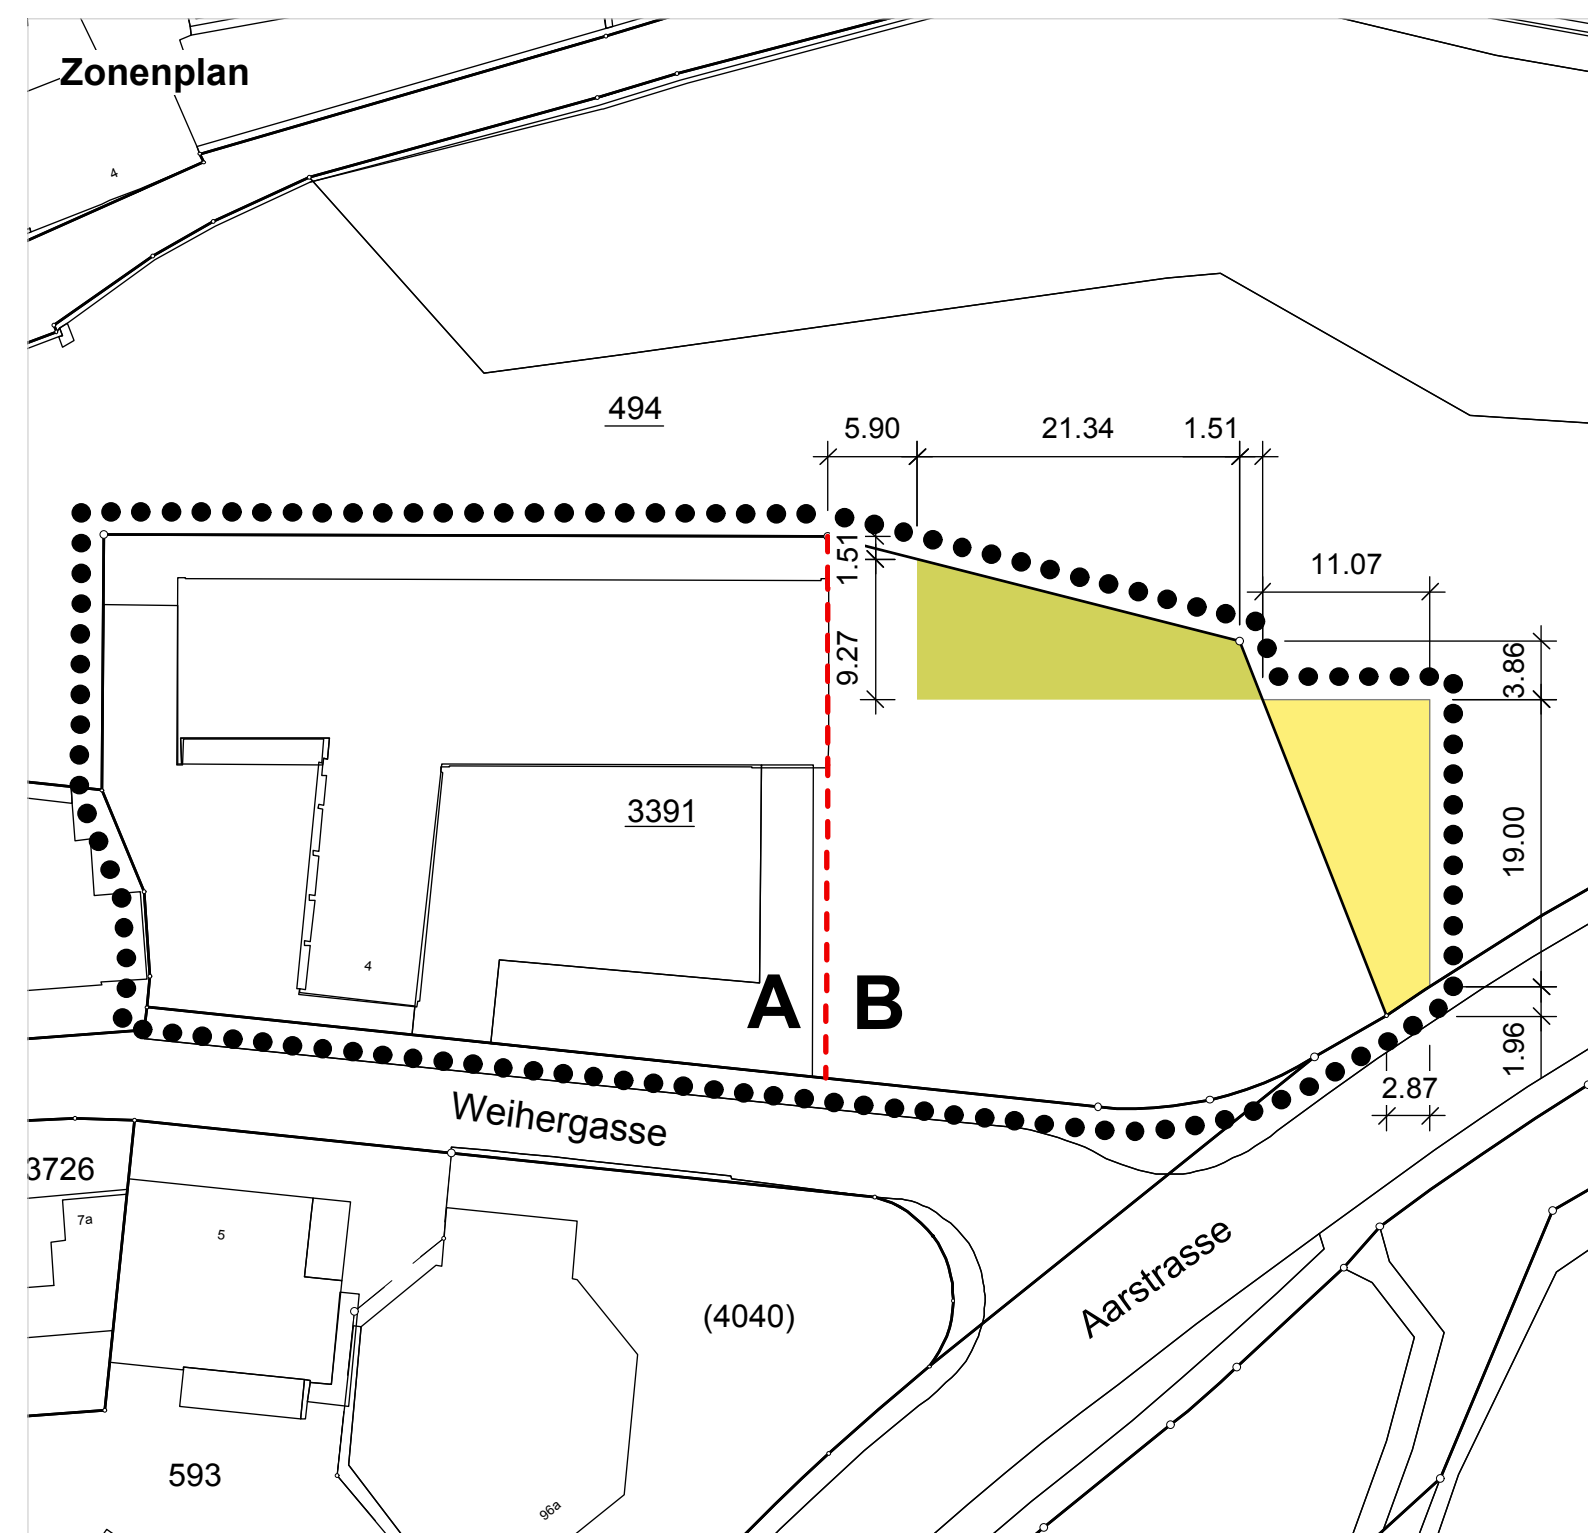 Zonenplan
4
494
5.90
21.34
1.51
1.51
11.07
9.27
3.86
3391
19.00
4
A
B
1.96
2.87
Weihergasse
3726
7a
5
Aarstrasse
(4040)
593
96a